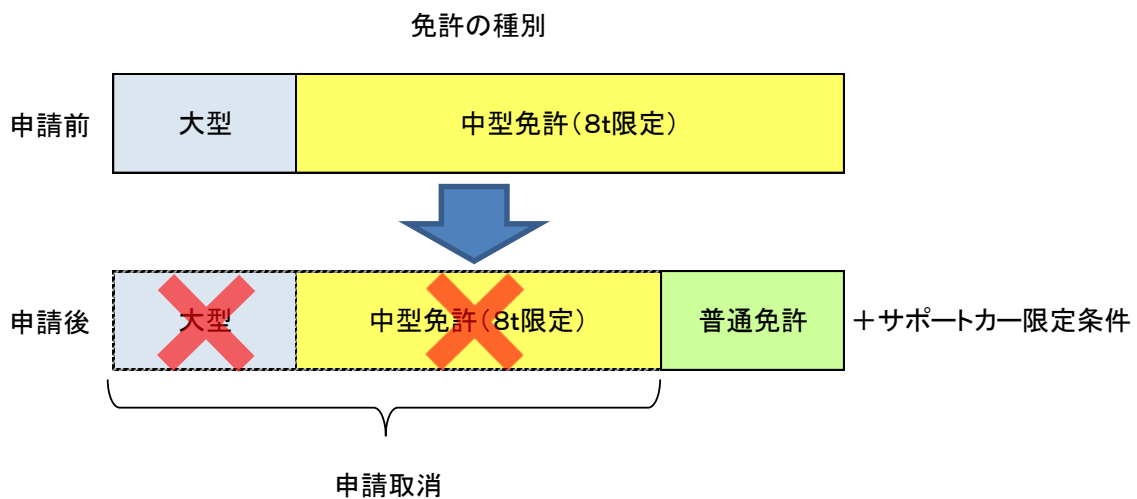 免許の種別
申請前
大型
中型免許(8t限定)
申請後
大型
中型免許(8t限定)
普通免許
+サポートカー限定条件
申請取消